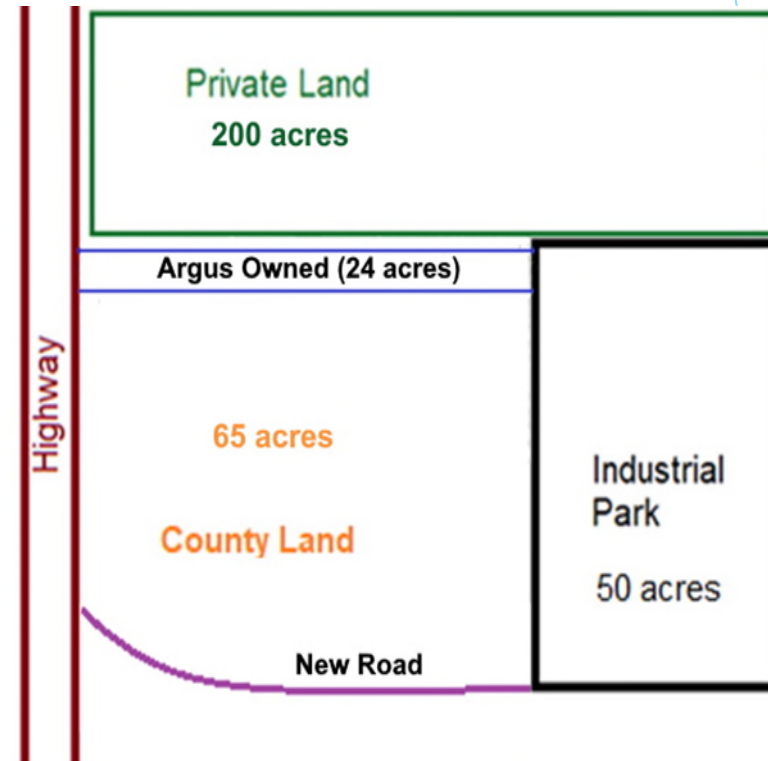 Private Land
200 acres
Argus Owned (24 acres)
Highway
65 acres
County Land
Industrial
Park
50 acres
New Road